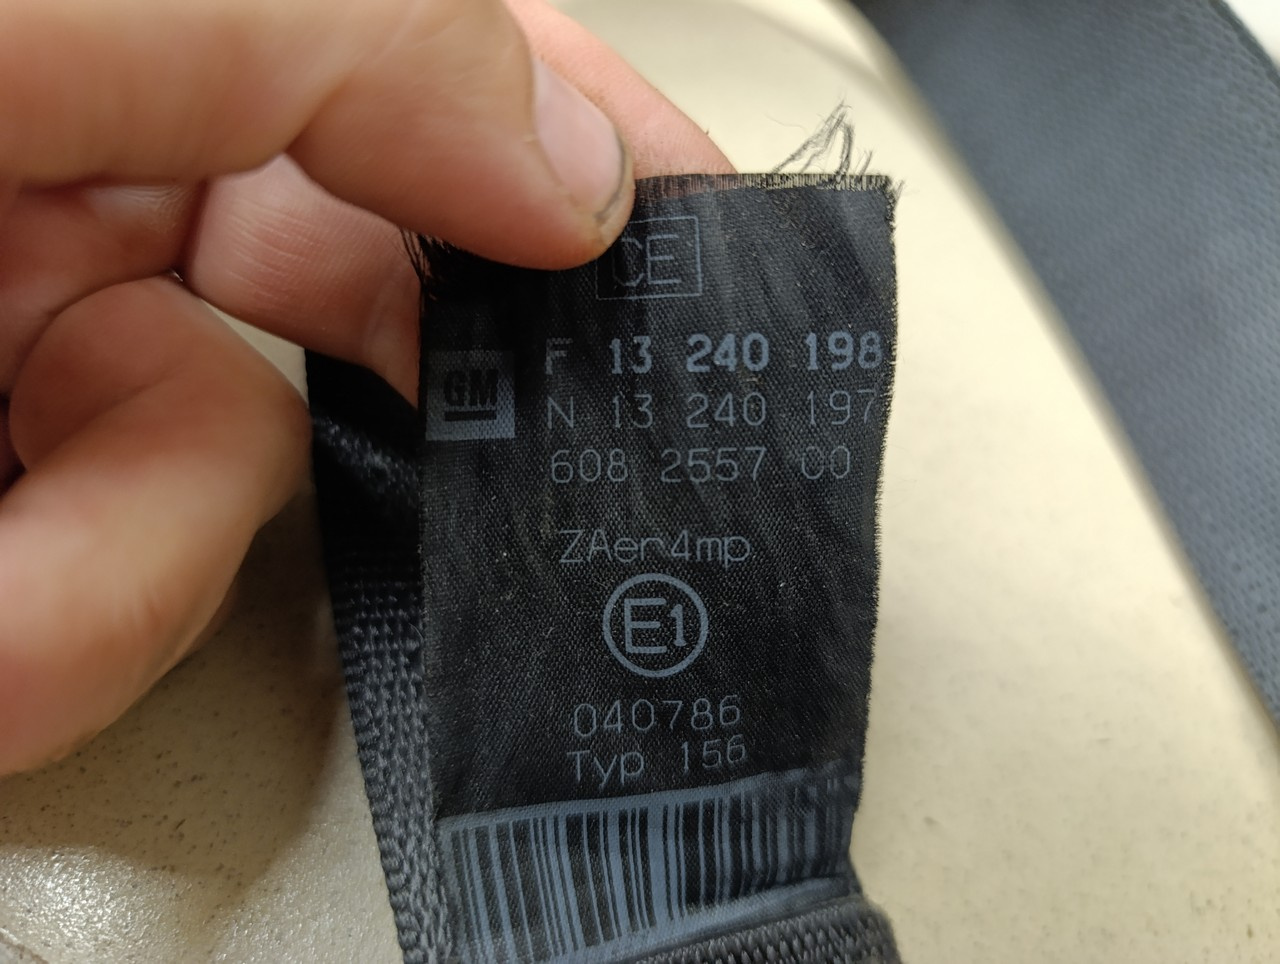 CE
GM
F 13 240 198
N 13 240 197
608 2557 00
ZAer4mp
E1
040786
Typ 156